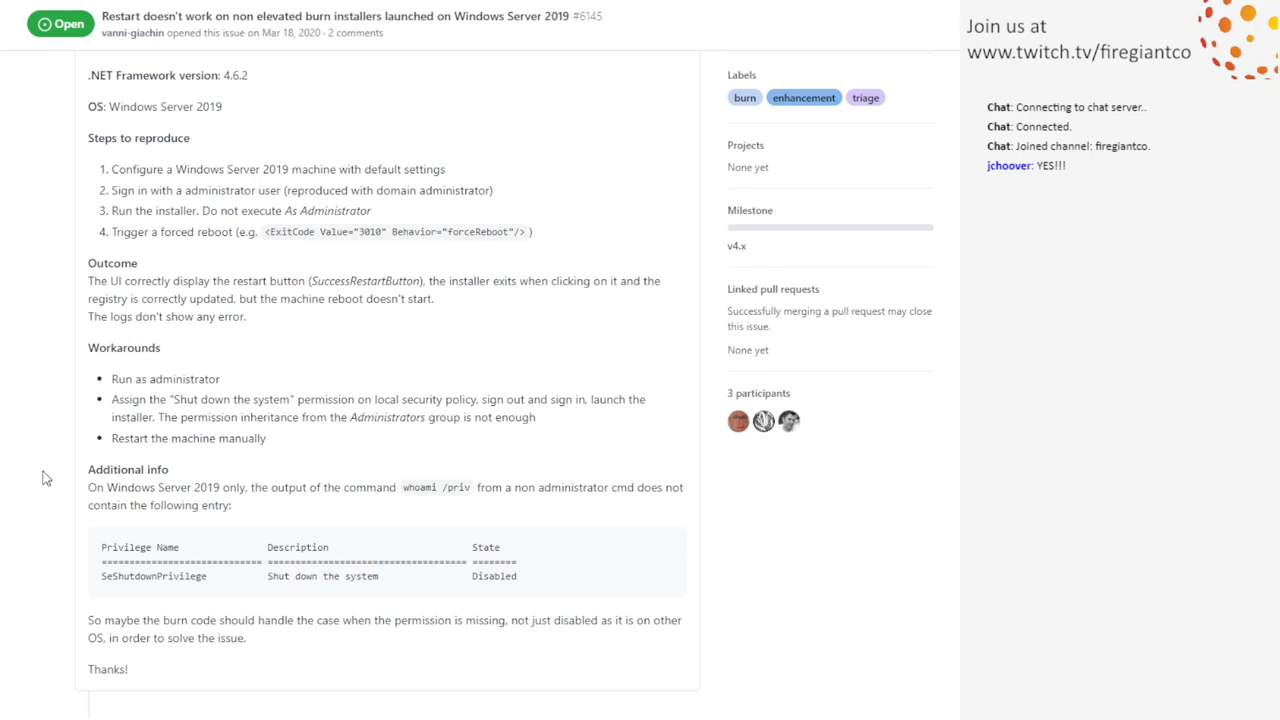 Open
Restart doesn't work on non elevated burn installers launched on Windows Server 2019 #6145
vanni-giachin opened this issue on Mar 18, 2020 · 2 comments
.NET Framework version: 4.6.2
OS: Windows Server 2019
Steps to reproduce
1. Configure a Windows Server 2019 machine with default settings
2. Sign in with a administrator user (reproduced with domain administrator)
3. Run the installer. Do not execute As Administrator
4. Trigger a forced reboot (e.g. <ExitCode Value="3010" Behavior="forceReboot"/> )
Outcome
The UI correctly display the restart button (SuccessRestartButton), the installer exits when clicking on it and the
registry is correctly updated, but the machine reboot doesn't start.
The logs don't show any error.
Workarounds
• Run as administrator
• Assign the "Shut down the system" permission on local security policy, sign out and sign in, launch the
installer. The permission inheritance from the Administrators group is not enough
• Restart the machine manually
Additional info
On Windows Server 2019 only, the output of the command whoami /priv from a non administrator cmd does not
contain the following entry:
Privilege Name Description State
============================= =================================== ========
SeShutdownPrivilege Shut down the system Disabled
So maybe the burn code should handle the case when the permission is missing, not just disabled as it is on other
OS, in order to solve the issue.
Thanks!
Labels
burn enhancement triage
Projects
None yet
Milestone
v4.x
Linked pull requests
Successfully merging a pull request may close
this issue.
None yet
3 participants
Join us at
www.twitch.tv/firegiantco
Chat: Connecting to chat server..
Chat: Connected.
Chat: Joined channel: firegiantco.
jchoover: YES!!!